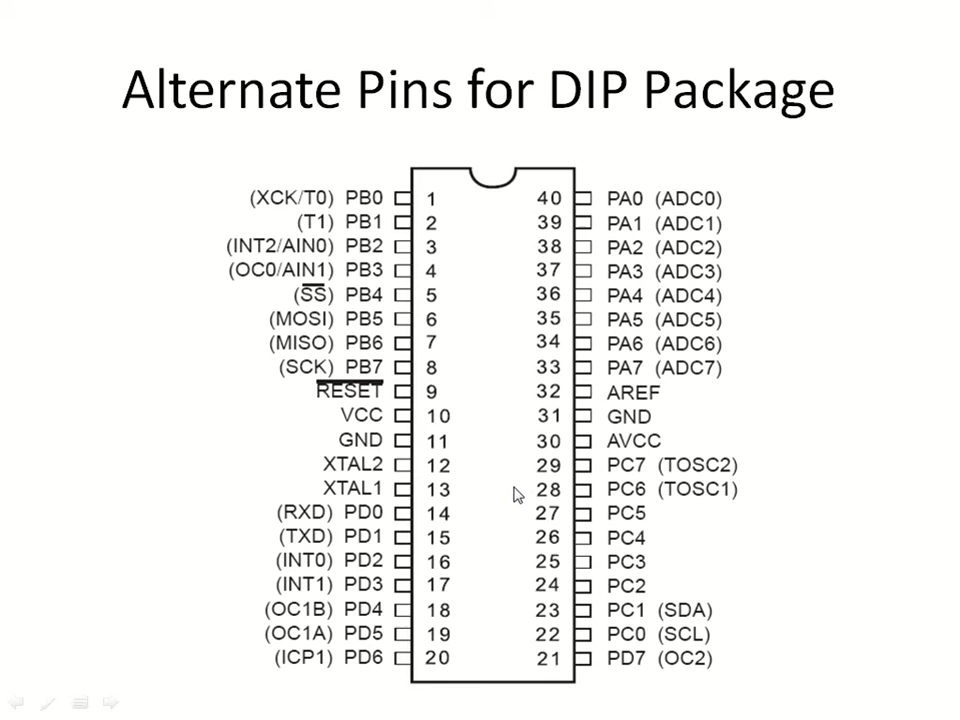 Alternate Pins for DIP Package
(XCK/T0) PB0 1 40 PA0 (ADC0)
(T1) PB1 2 39 PA1 (ADC1)
(INT2/AIN0) PB2 3 38 PA2 (ADC2)
(OC0/AIN1) PB3 4 37 PA3 (ADC3)
(SS) PB4 5 36 PA4 (ADC4)
(MOSI) PB5 6 35 PA5 (ADC5)
(MISO) PB6 7 34 PA6 (ADC6)
(SCK) PB7 8 33 PA7 (ADC7)
RESET 9 32 AREF
VCC 10 31 GND
GND 11 30 AVCC
XTAL2 12 29 PC7 (TOSC2)
XTAL1 13 28 PC6 (TOSC1)
(RXD) PD0 14 27 PC5
(TXD) PD1 15 26 PC4
(INT0) PD2 16 25 PC3
(INT1) PD3 17 24 PC2
(OC1B) PD4 18 23 PC1 (SDA)
(OC1A) PD5 19 22 PC0 (SCL)
(ICP1) PD6 20 21 PD7 (OC2)